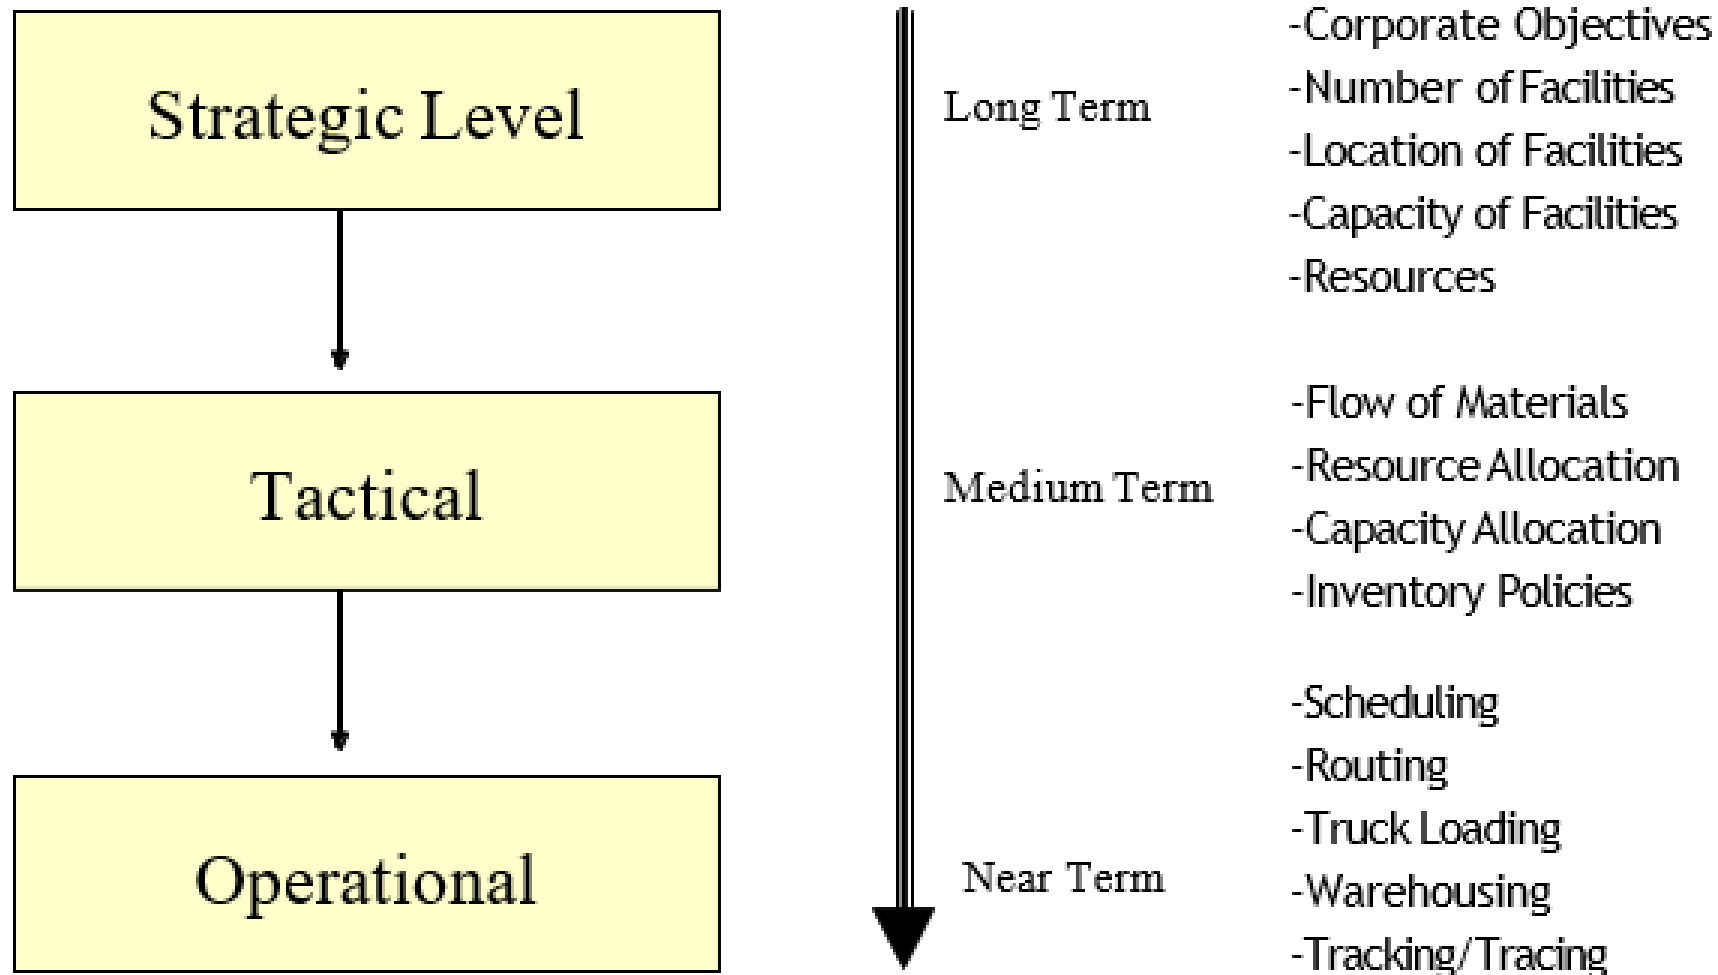 Strategic Level
Long Term
-Corporate Objectives
-Number of Facilities
-Location of Facilities
-Capacity of Facilities
-Resources
Tactical
Medium Term
-Flow of Materials
-Resource Allocation
-Capacity Allocation
-Inventory Policies
Operational
Near Term
-Scheduling
-Routing
-Truck Loading
-Warehousing
-Tracking/Tracing